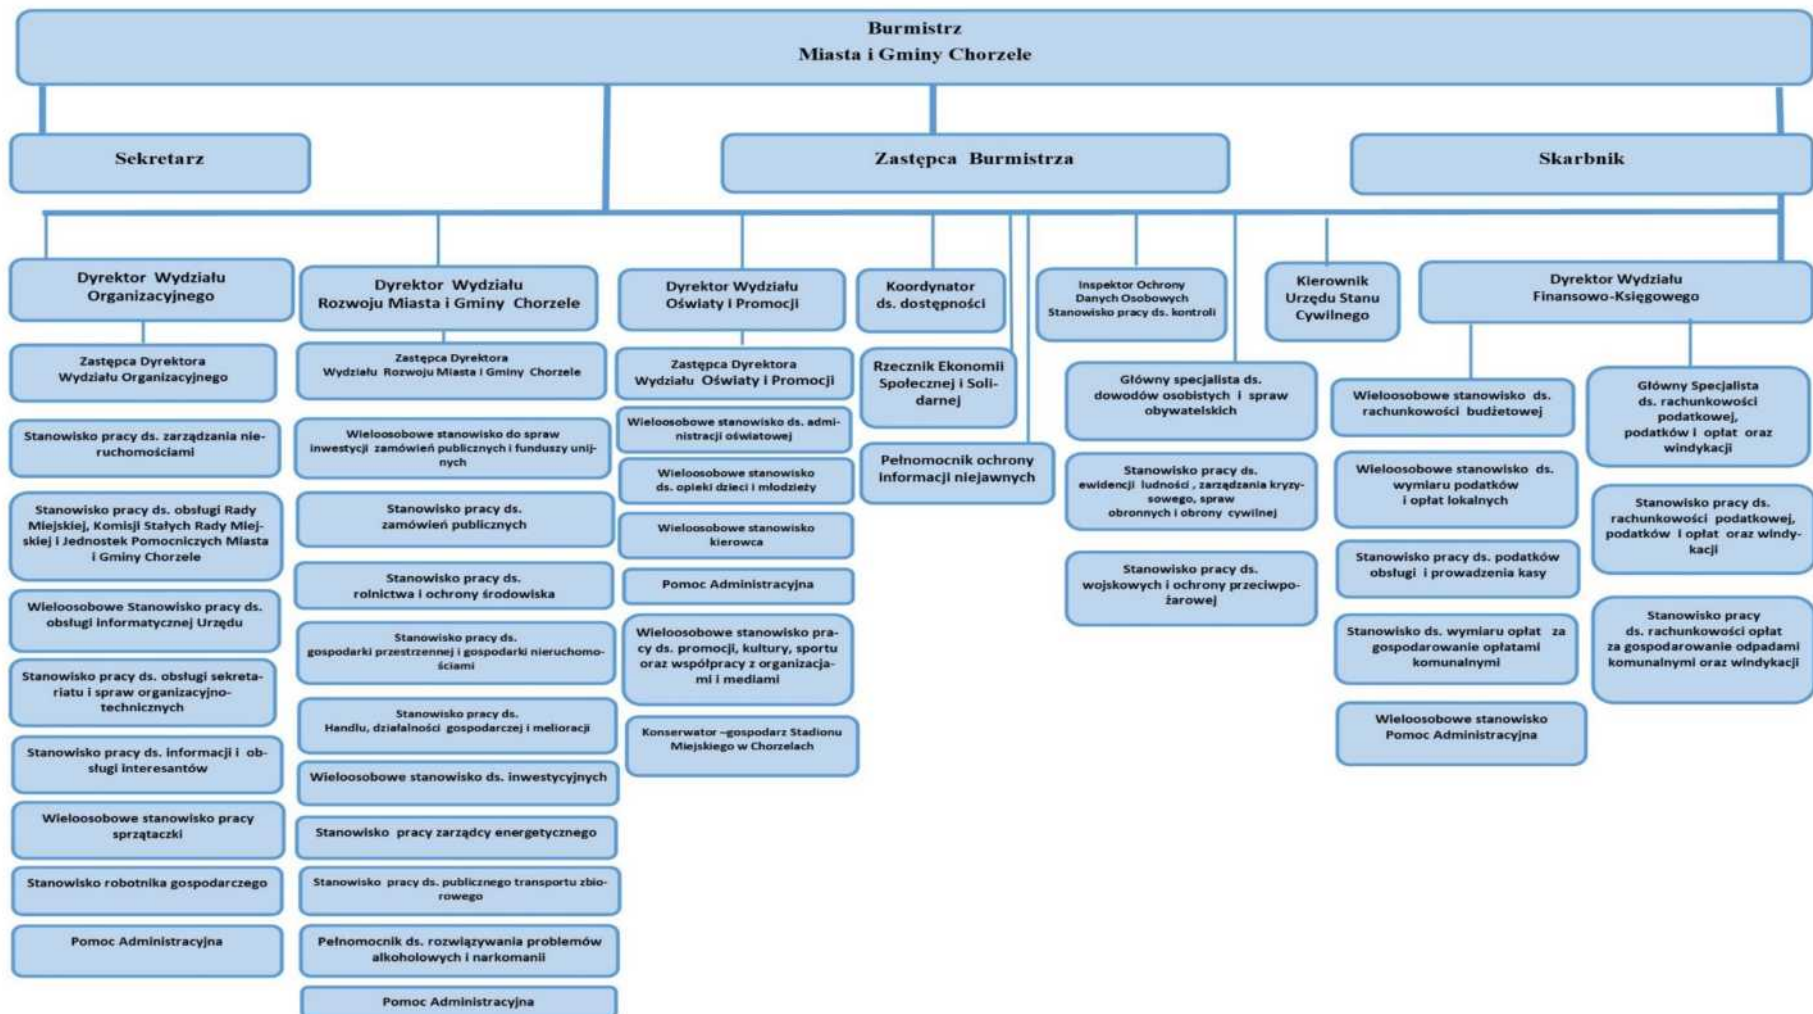 Burmistrz
Miasta i Gminy Chorzele
Sekretarz
Zastępca Burmistrza
Skarbnik
Dyrektor Wydziału
Organizacyjnego
Zastępca Dyrektora
Wydziału Organizacyjnego
Stanowisko pracy ds. zarządzania nie-
ruchomościami
Stanowisko pracy ds. obsługi Rady
Miejskiej, Komisji Stałych Rady Miej-
skiej i Jednostek Pomocniczych Miasta
i Gminy Chorzele
Wieloosobowe Stanowisko pracy ds.
obsługi informatycznej Urzędu
Stanowisko pracy ds. obsługi sekreta-
riatu i spraw organizacyjno-
technicznych
Stanowisko pracy ds. informacji i ob-
sługi interesantów
Wieloosobowe stanowisko pracy
sprzątaczki
Stanowisko robotnika gospodarczego
Pomoc Administracyjna
Dyrektor Wydziału
Rozwoju Miasta i Gminy Chorzele
Zastępca Dyrektora
Wydziału Rozwoju Miasta i Gminy Chorzele
Wieloosobowe stanowisko do spraw
inwestycji zamówień publicznych i funduszy unij-
nych
Stanowisko pracy ds.
zamówień publicznych
Stanowisko pracy ds.
rolnictwa i ochrony środowiska
Stanowisko pracy ds.
gospodarki przestrzennej i gospodarki nieruchomo-
ściami
Stanowisko pracy ds.
Handlu, działalności gospodarczej i melioracji
Wieloosobowe stanowisko ds. inwestycyjnych
Stanowisko pracy zarządcy energetycznego
Stanowisko pracy ds. publicznego transportu zbio-
rowego
Pełnomocnik ds. rozwiązywania problemów
alkoholowych i narkomanii
Pomoc Administracyjna
Dyrektor Wydziału
Oświaty i Promocji
Zastępca Dyrektora
Wydziału Oświaty i Promocji
Wieloosobowe stanowisko ds. admi-
nistracji oświatowej
Wieloosobowe stanowisko
ds. opieki dzieci i młodzieży
Wieloosobowe stanowisko
kierowca
Pomoc Administracyjna
Wieloosobowe stanowisko pra-
cy ds. promocji, kultury, sportu
oraz współpracy z organizacja-
mi i mediami
Konserwator –gospodarz Stadionu
Miejskiego w Chorzelach
Koordynator
ds. dostępności
Rzecznik Ekonomii
Społecznej i Soli-
darnej
Pełnomocnik ochrony
informacji niejawnych
Inspektor Ochrony
Danych Osobowych
Stanowisko pracy ds. kontroli
Główny specjalista ds.
dowodów osobistych i spraw
obywatelskich
Stanowisko pracy ds.
ewidencji ludności , zarządzania kryzy-
sowego, spraw
obronnych i obrony cywilnej
Stanowisko pracy ds.
wojskowych i ochrony przeciwpo-
żarowej
Kierownik
Urzędu Stanu
Cywilnego
Dyrektor Wydziału
Finansowo-Księgowego
Wieloosobowe stanowisko ds.
rachunkowości budżetowej
Wieloosobowe stanowisko ds.
wymiaru podatków
i opłat lokalnych
Stanowisko pracy ds. podatków
obsługi i prowadzenia kasy
Stanowisko ds. wymiaru opłat za
gospodarowanie opłatami
komunalnymi
Wieloosobowe stanowisko
Pomoc Administracyjna
Główny Specjalista
ds. rachunkowości
podatkowej,
podatków i opłat oraz
windykacji
Stanowisko pracy ds.
rachunkowości podatkowej,
podatków i opłat oraz windy-
kacji
Stanowisko pracy
ds. rachunkowości opłat
za gospodarowanie odpadami
komunalnymi oraz windykacji